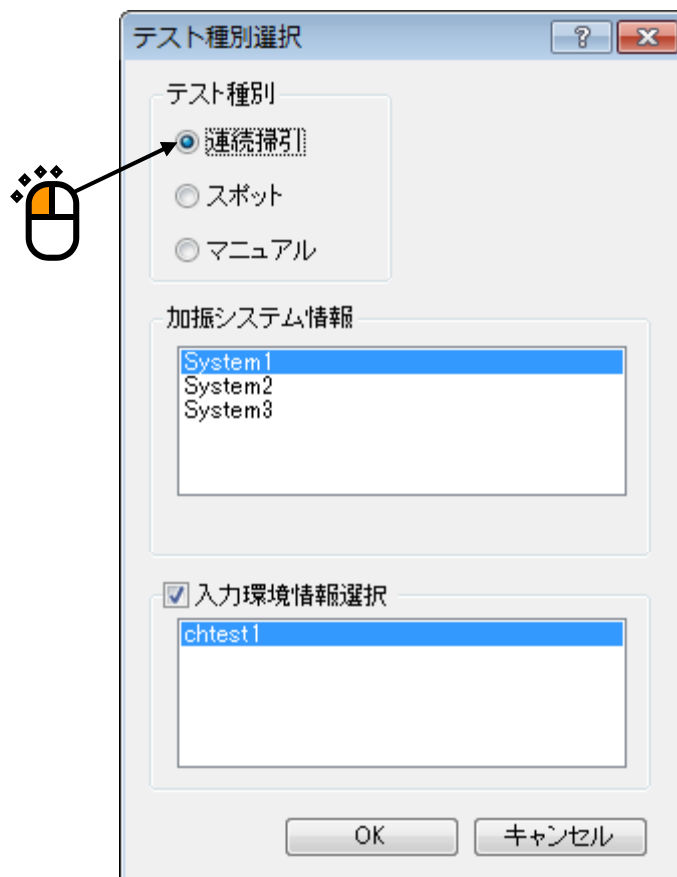 テスト種別選択
テスト種別
連続掃引
スポット
マニュアル
加振システム情報
System1
System2
System3
入力環境情報選択
chtest1
OK キャンセル